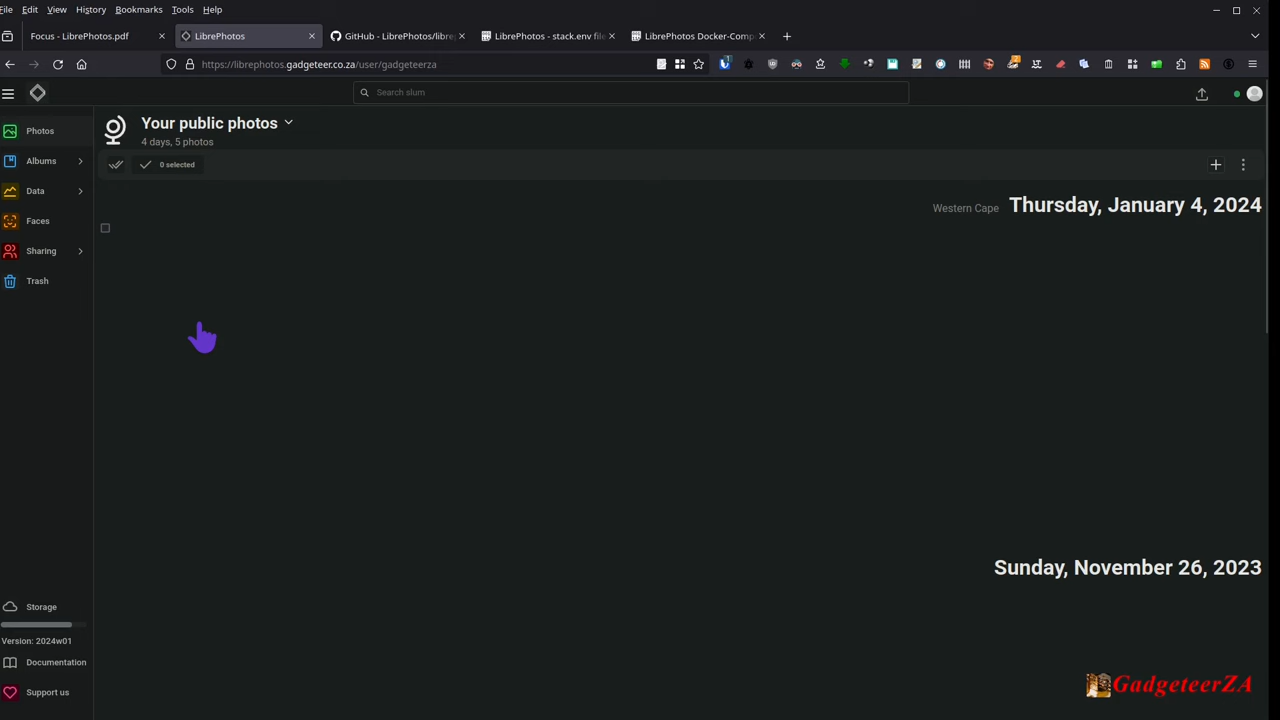 File Edit View History Bookmarks Tools Help
Focus - LibrePhotos.pdf
LibrePhotos
GitHub - LibrePhotos/libre
LibrePhotos - stack.env file
LibrePhotos Docker-Comp
https://librephotos.gadgeteer.co.za/user/gadgeteerza
Search slum
Photos
Albums
Data
Faces
Sharing
Trash
Your public photos
4 days, 5 photos
0 selected
Western Cape Thursday, January 4, 2024
Sunday, November 26, 2023
Storage
Version: 2024w01
Documentation
Support us
GadgeteerZA